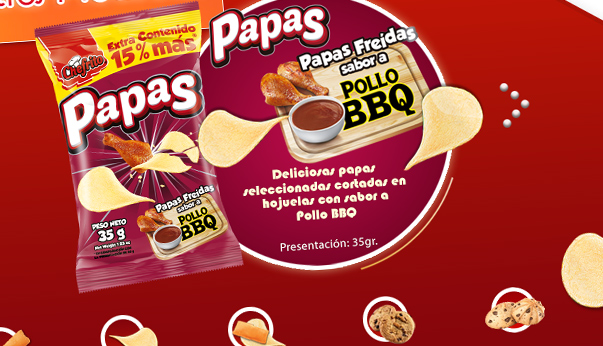 Extra Contenido
15% más
Chefrito
Papas
Papas Freidas
sabor a
POLLO
BBQ
PESO NETO
35 g
Papas
Papas Freidas
sabor a
POLLO
BBQ
Deliciosas papas
seleccionadas cortadas en
hojuelas con sabor a
Pollo BBQ
Presentación: 35gr.